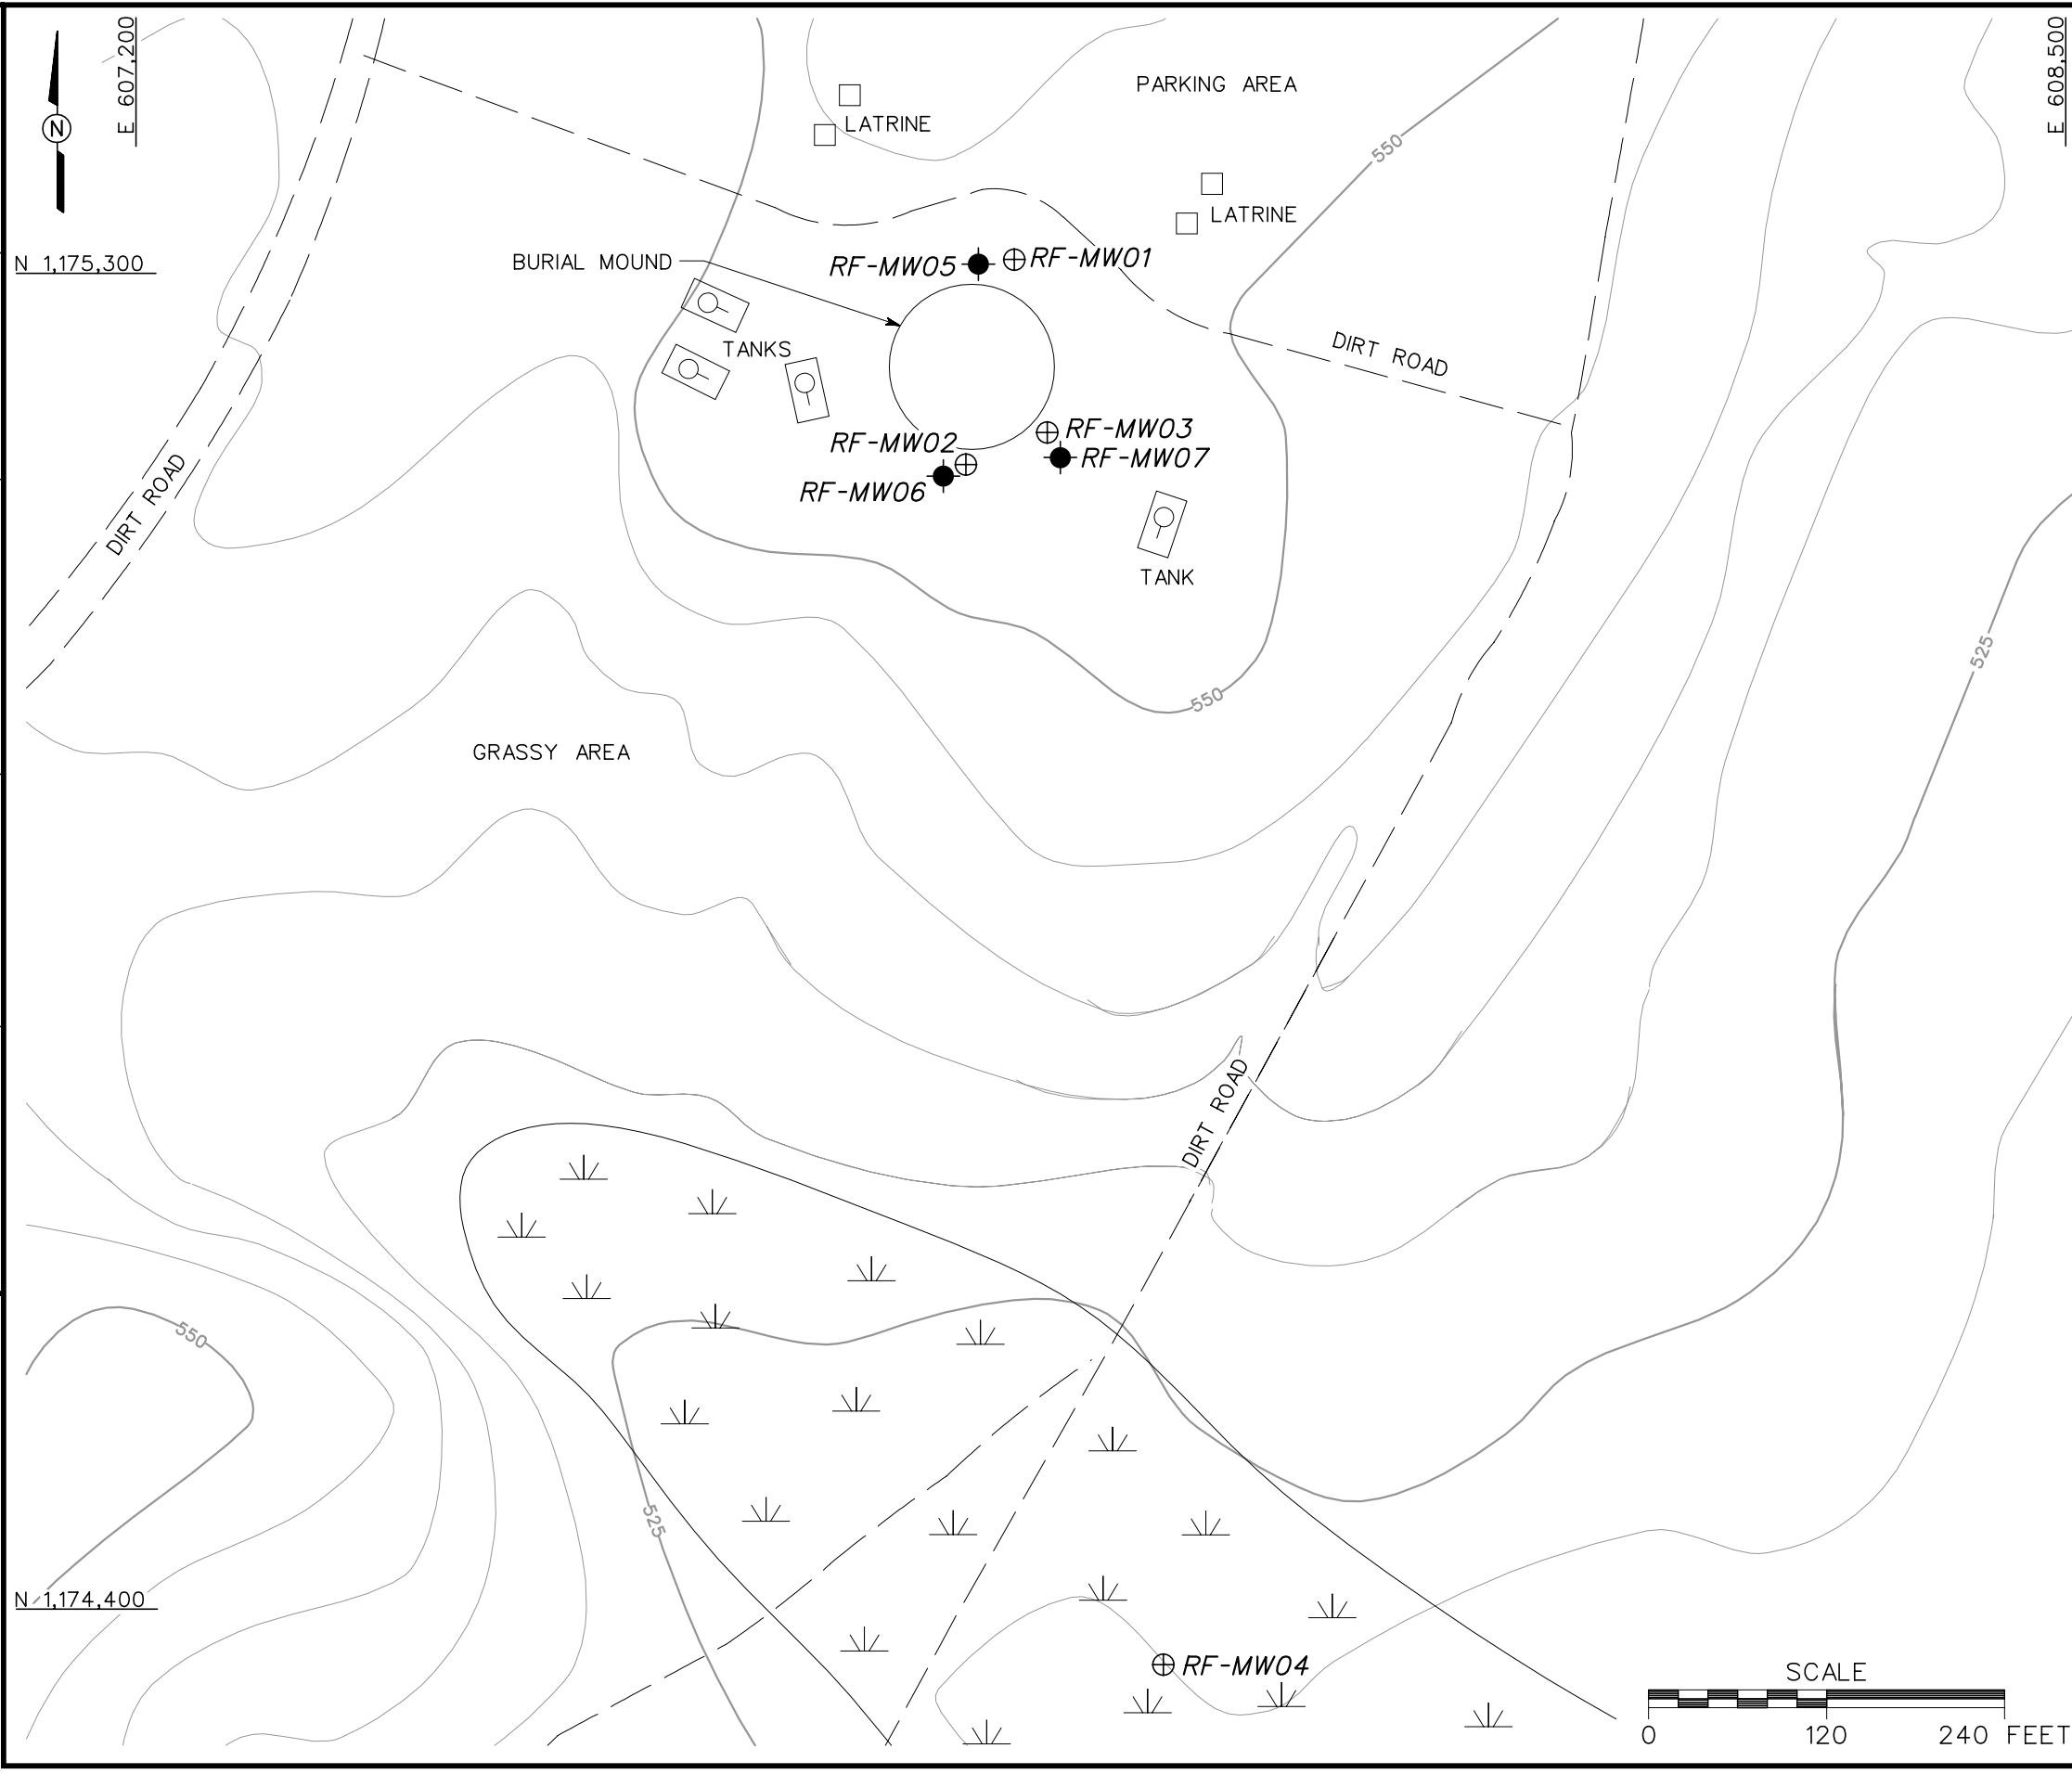 E 607,200
E 608,500
N
PARKING AREA
LATRINE
550
LATRINE
N 1,175,300
BURIAL MOUND
RF-MW05
RF-MW01
TANKS
DIRT ROAD
RF-MW02
RF-MW03
RF-MW07
RF-MW06
DIRT ROAD
TANK
525
550
GRASSY AREA
DIRT ROAD
550
525
N 1,174,400
RF-MW04
SCALE
0 120 240 FEET